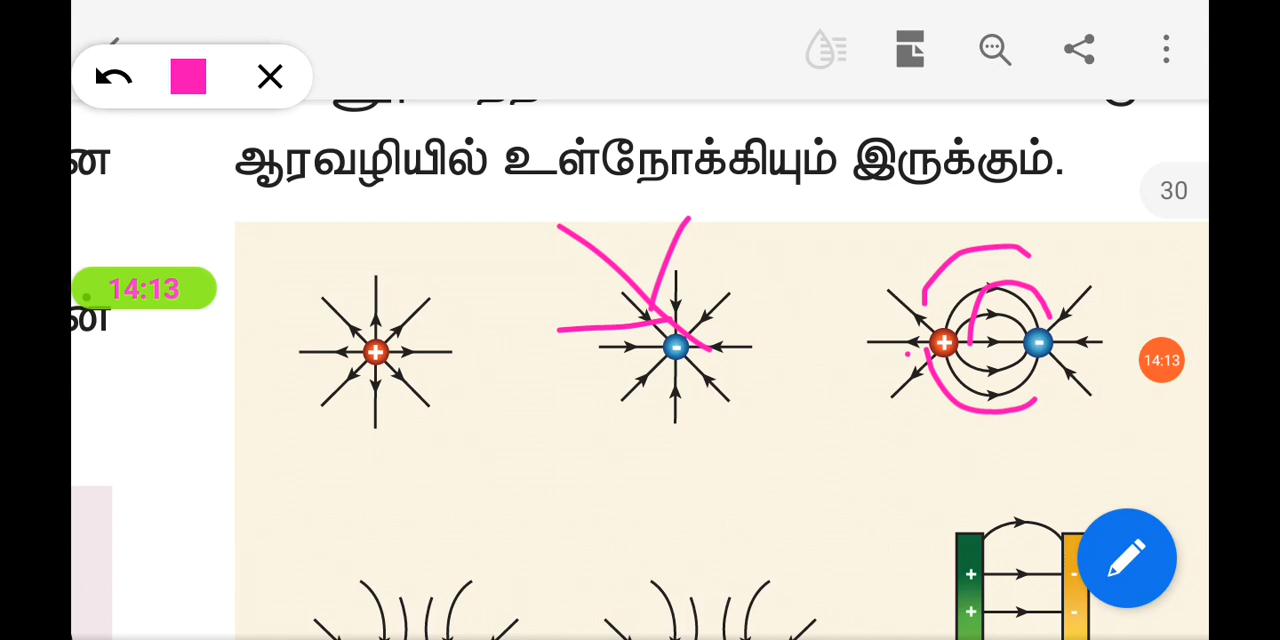 ன
ஆரவழியில் உள்நோக்கியும் இருக்கும்.
30
14:13
ன்
+
-
+ -
14:13
+ -
+ -